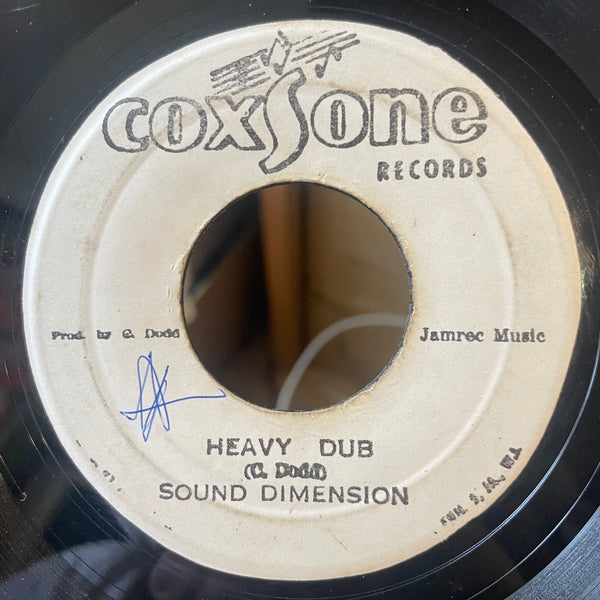 coxsone
RECORDS
Prod. by C. Dodd
Jamrec Music
HEAVY DUB
(C. Dodd)
SOUND DIMENSION